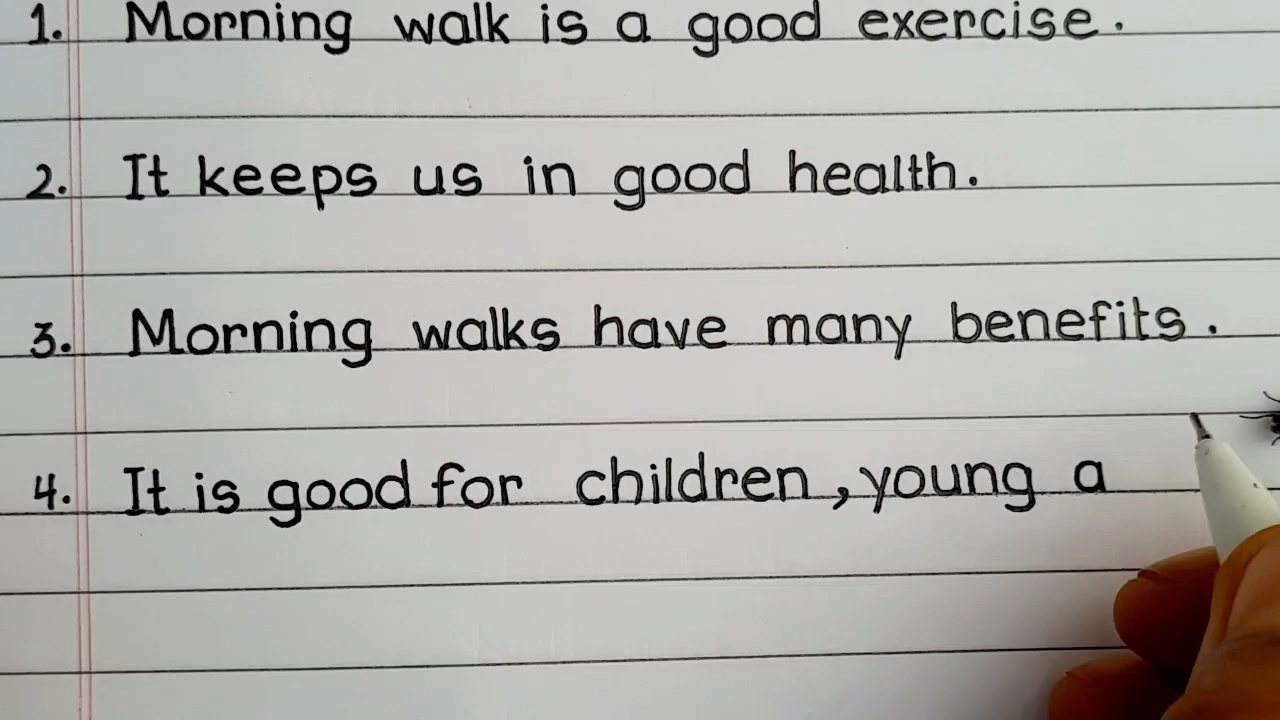 1. Morning walk is a good exercise.
2. It keeps us in good health.
3. Morning walks have many benefits.
4. It is good for children, young a